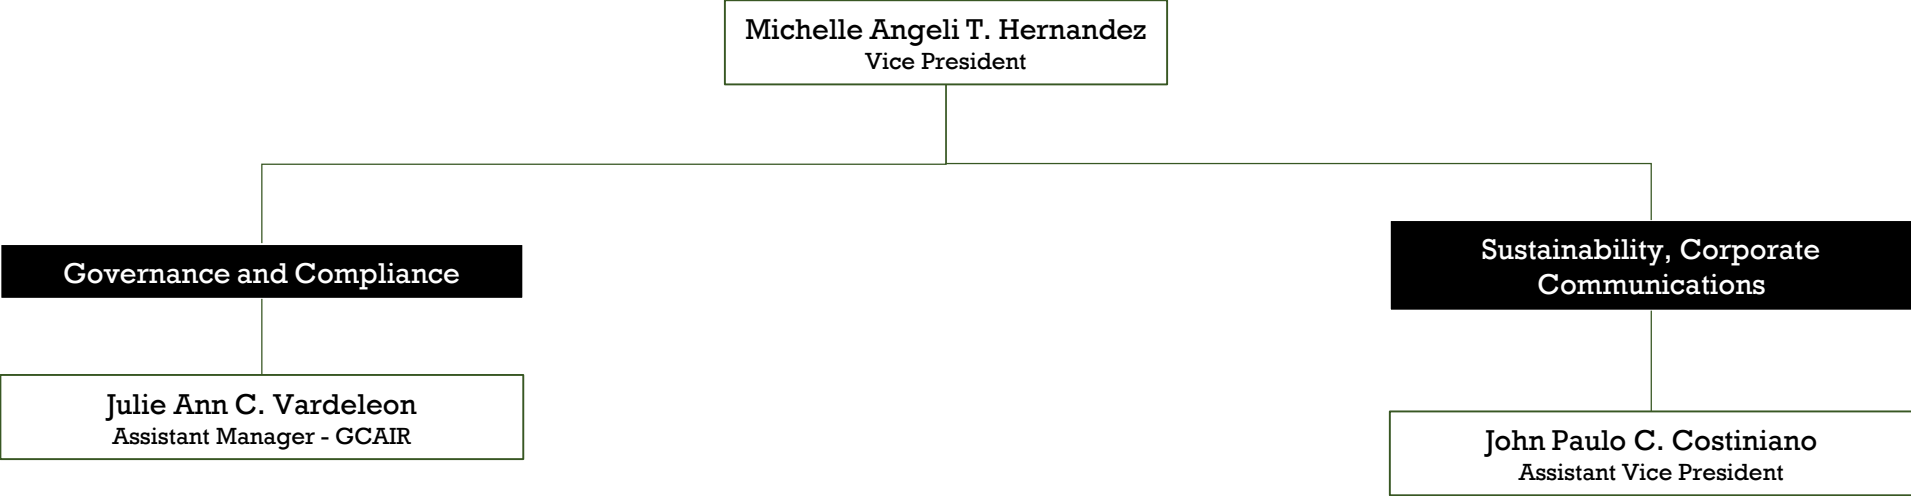 Michelle Angeli T. Hernandez
Vice President
Governance and Compliance
Sustainability, Corporate
Communications
Julie Ann C. Vardeleon
Assistant Manager - GCAIR
John Paulo C. Costiniano
Assistant Vice President